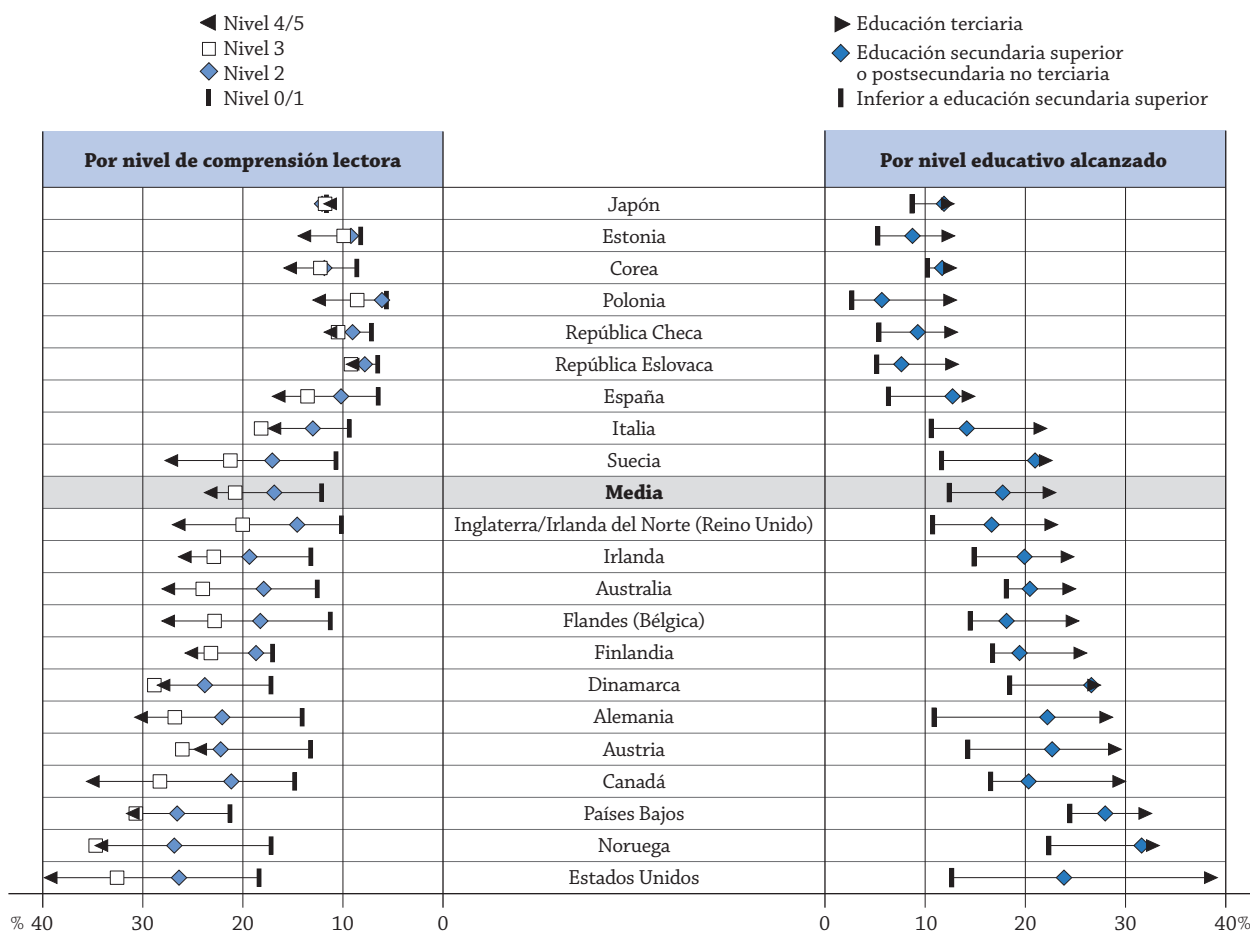 Nivel 4/5
Nivel 3
Nivel 2
Nivel 0/1
Educación terciaria
Educación secundaria superior
o postsecundaria no terciaria
Inferior a educación secundaria superior
Por nivel de comprensión lectora
Por nivel educativo alcanzado
Japón
Estonia
Corea
Polonia
República Checa
República Eslovaca
España
Italia
Suecia
Media
Inglaterra/Irlanda del Norte (Reino Unido)
Irlanda
Australia
Flandes (Bélgica)
Finlandia
Dinamarca
Alemania
Austria
Canadá
Países Bajos
Noruega
Estados Unidos
% 40 30 20 10 0
0 10 20 30 40%